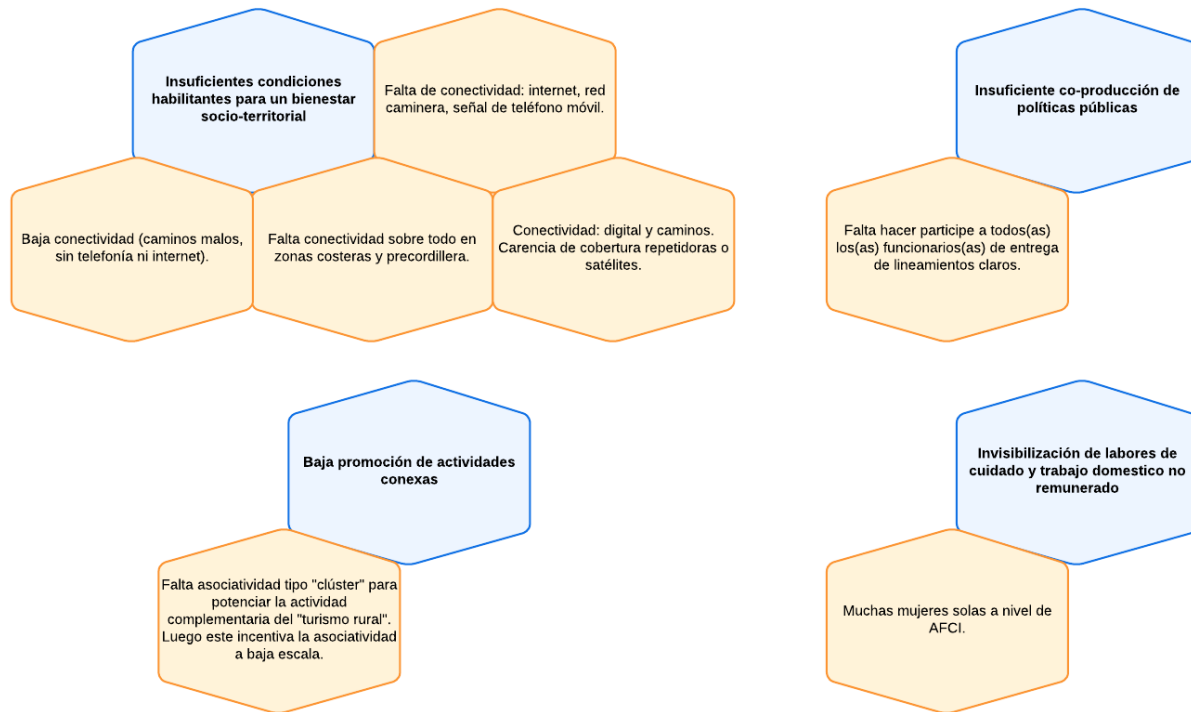 Insuficientes condiciones
habilitantes para un bienestar
socio-territorial
Falta de conectividad: internet, red
caminera, señal de teléfono móvil.
Baja conectividad (caminos malos,
sin telefonía ni internet).
Falta conectividad sobre todo en
zonas costeras y precordillera.
Conectividad: digital y caminos.
Carencia de cobertura repetidoras o
satélites.
Insuficiente co-producción de
políticas públicas
Falta hacer participe a todos(as)
los(as) funcionarios(as) de entrega
de lineamientos claros.
Baja promoción de actividades
conexas
Falta asociatividad tipo "clúster" para
potenciar la actividad
complementaria del "turismo rural".
Luego este incentiva la asociatividad
a baja escala.
Invisibilización de labores de
cuidado y trabajo domestico no
remunerado
Muchas mujeres solas a nivel de
AFCI.